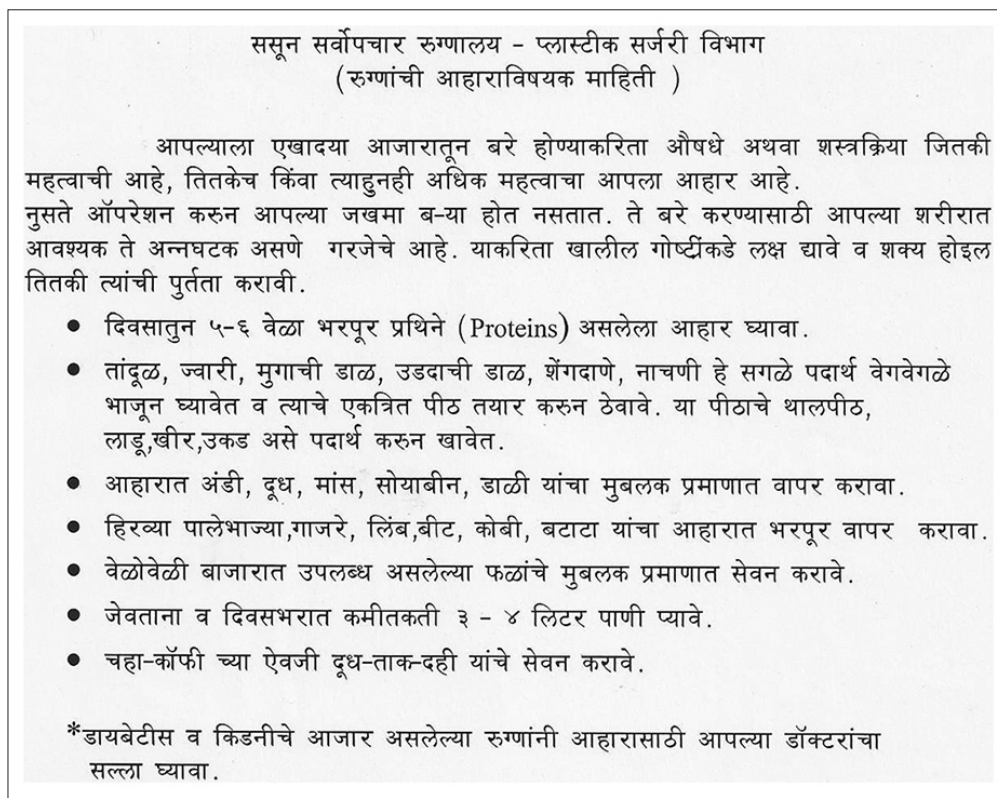 ससून सर्वोपचार रुग्णालय - प्लास्टीक सर्जरी विभाग
(रुग्णांची आहाराविषयक माहिती )
आपल्याला एखादया आजारातून बरे होण्याकरिता औषधे अथवा शस्त्रक्रिया जितकी
महत्वाची आहे, तितकेच किंवा त्याहुनही अधिक महत्वाचा आपला आहार आहे.
नुसते ऑपरेशन करुन आपल्या जखमा ब-या होत नसतात. ते बरे करण्यासाठी आपल्या शरीरात
आवश्यक ते अन्नघटक असणे गरजेचे आहे. याकरिता खालील गोष्टींकडे लक्ष द्यावे व शक्य होइल
तितकी त्यांची पुर्तता करावी.
• दिवसातुन ५-६ वेळा भरपूर प्रथिने (Proteins) असलेला आहार घ्यावा.
• तांदूळ, ज्वारी, मुगाची डाळ, उडदाची डाळ, शेंगदाणे, नाचणी हे सगळे पदार्थ वेगवेगळे
भाजून घ्यावेत व त्याचे एकत्रित पीठ तयार करुन ठेवावे. या पीठाचे थालपीठ,
लाडू,खीर,उकड असे पदार्थ करुन खावेत.
• आहारात अंडी, दूध, मांस, सोयाबीन, डाळी यांचा मुबलक प्रमाणात वापर करावा.
• हिरव्या पालेभाज्या,गाजरे, लिंब,बीट, कोबी, बटाटा यांचा आहारात भरपूर वापर करावा.
• वेळोवेळी बाजारात उपलब्ध असलेल्या फळांचे मुबलक प्रमाणात सेवन करावे.
• जेवताना व दिवसभरात कमीतकती ३ - ४ लिटर पाणी प्यावे.
• चहा-कॉफी च्या ऐवजी दूध-ताक-दही यांचे सेवन करावे.
*डायबेटीस व किडनीचे आजार असलेल्या रुग्णांनी आहारासाठी आपल्या डॉक्टरांचा
सल्ला घ्यावा.